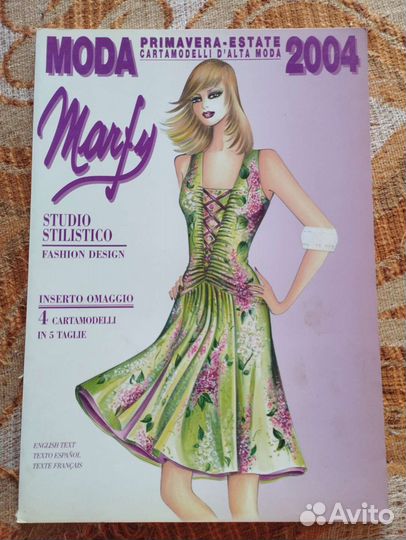 MODA PRIMAVERA-ESTATE 2004
CARTAMODELLI D'ALTA MODA
Marfy
STUDIO
STILISTICO
FASHION DESIGN
INSERTO OMAGGIO
4 CARTAMODELLI
IN 5 TAGLIE
ENGLISH TEXT
TEXTO ESPAÑOL
TEXTE FRANÇAIS
Avito